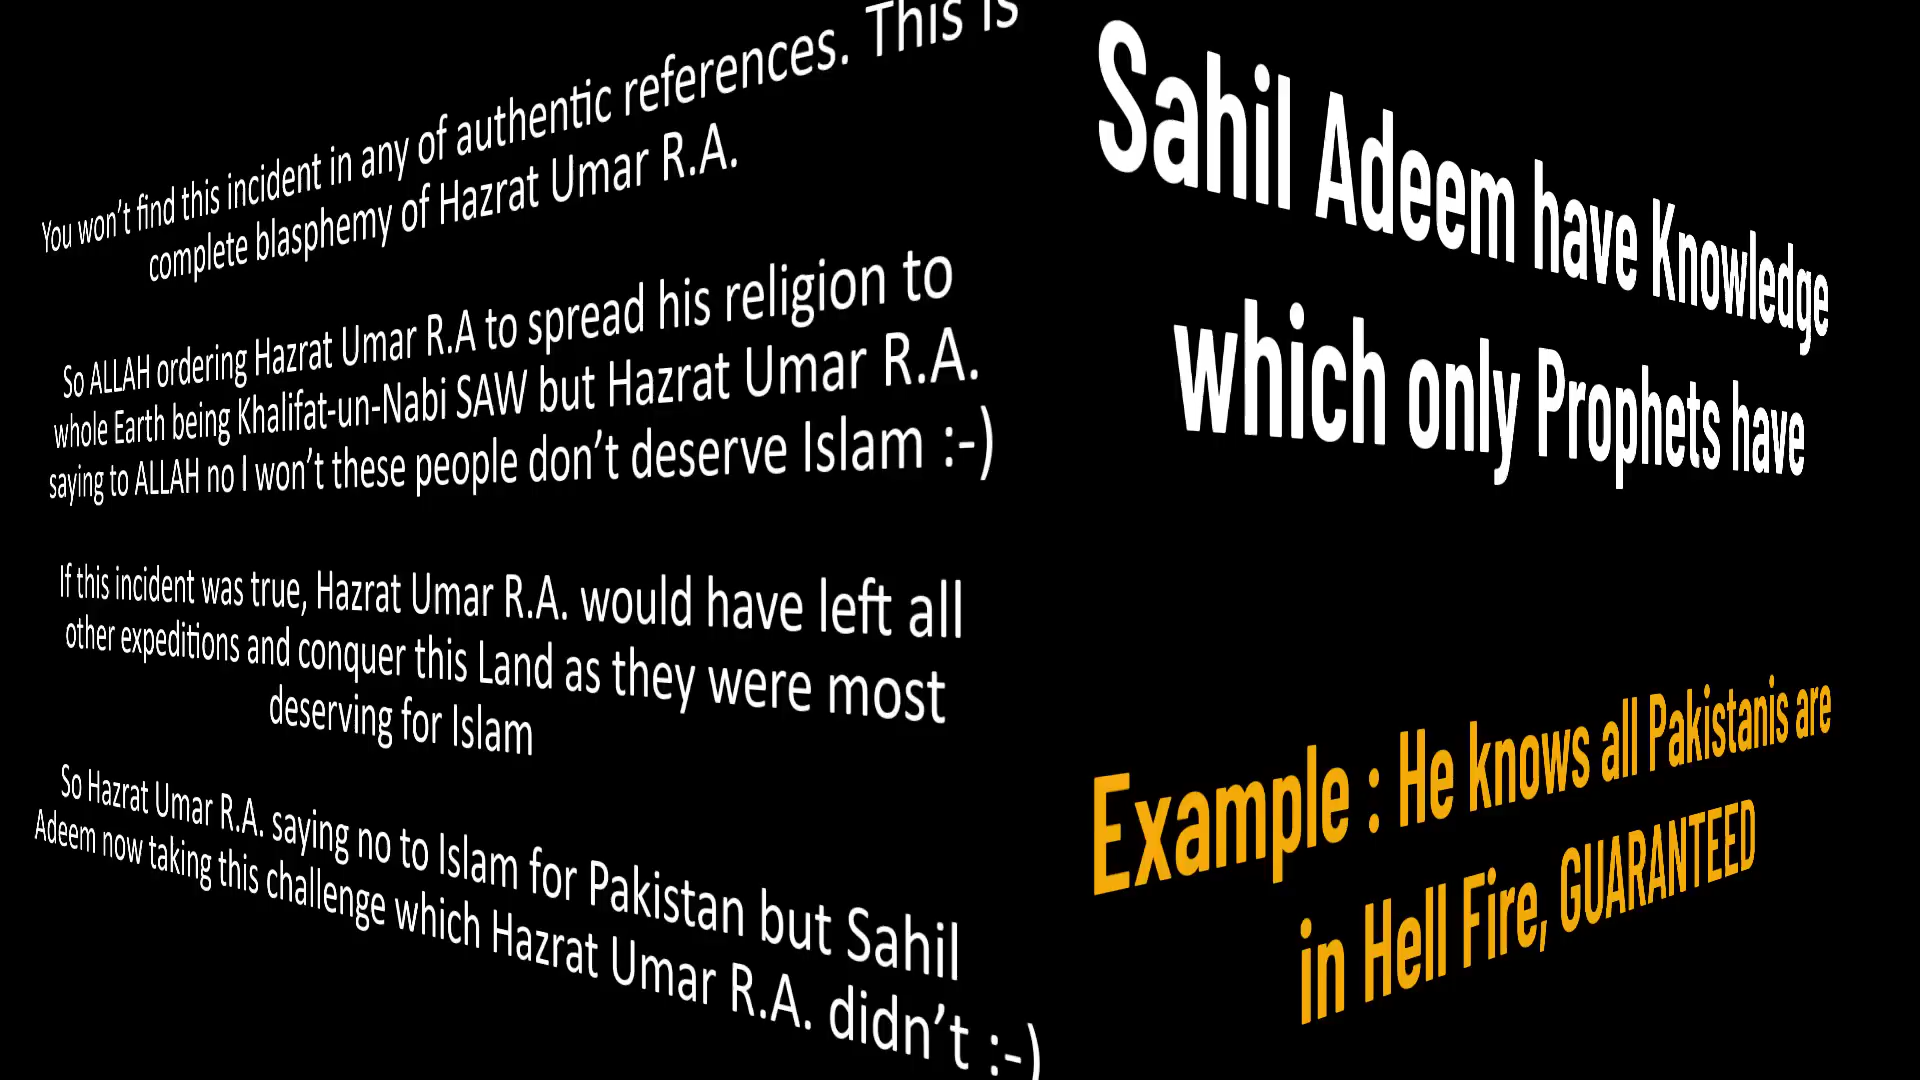 You won't find this incident in any of authentic references. This is
complete blasphemy of Hazrat Umar R.A.
So ALLAH ordering Hazrat Umar R.A to spread his religion to
whole Earth being Khalifat-un-Nabi SAW but Hazrat Umar R.A.
saying to ALLAH no I won't these people don't deserve Islam :-)
If this incident was true, Hazrat Umar R.A. would have left all
other expeditions and conquer this Land as they were most
deserving for Islam
So Hazrat Umar R.A. saying no to Islam for Pakistan but Sahil
Adeem now taking this challenge which Hazrat Umar R.A. didn't :-)
Sahil Adeem have Knowledge
which only Prophets have
Example : He knows all Pakistanis are
in Hell Fire, GUARANTEED